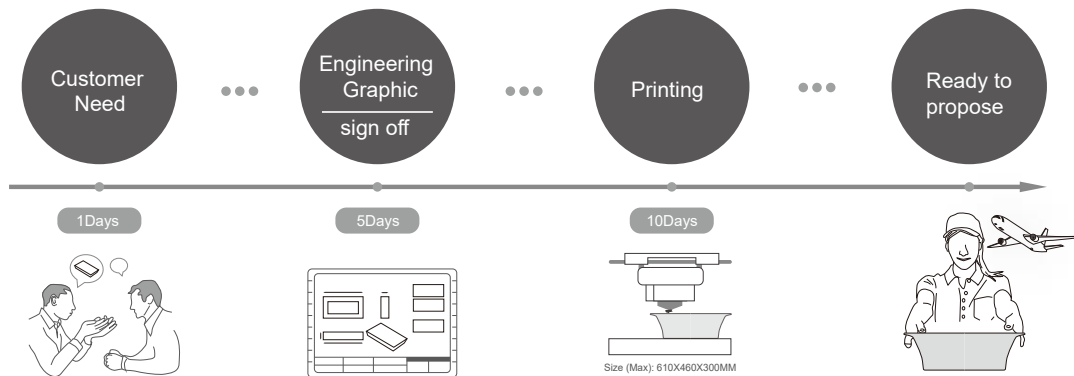 Customer
Need
Engineering
Graphic
sign off
Printing
Ready to
propose
1Days
5Days
10Days
Size (Max): 610X460X300MM